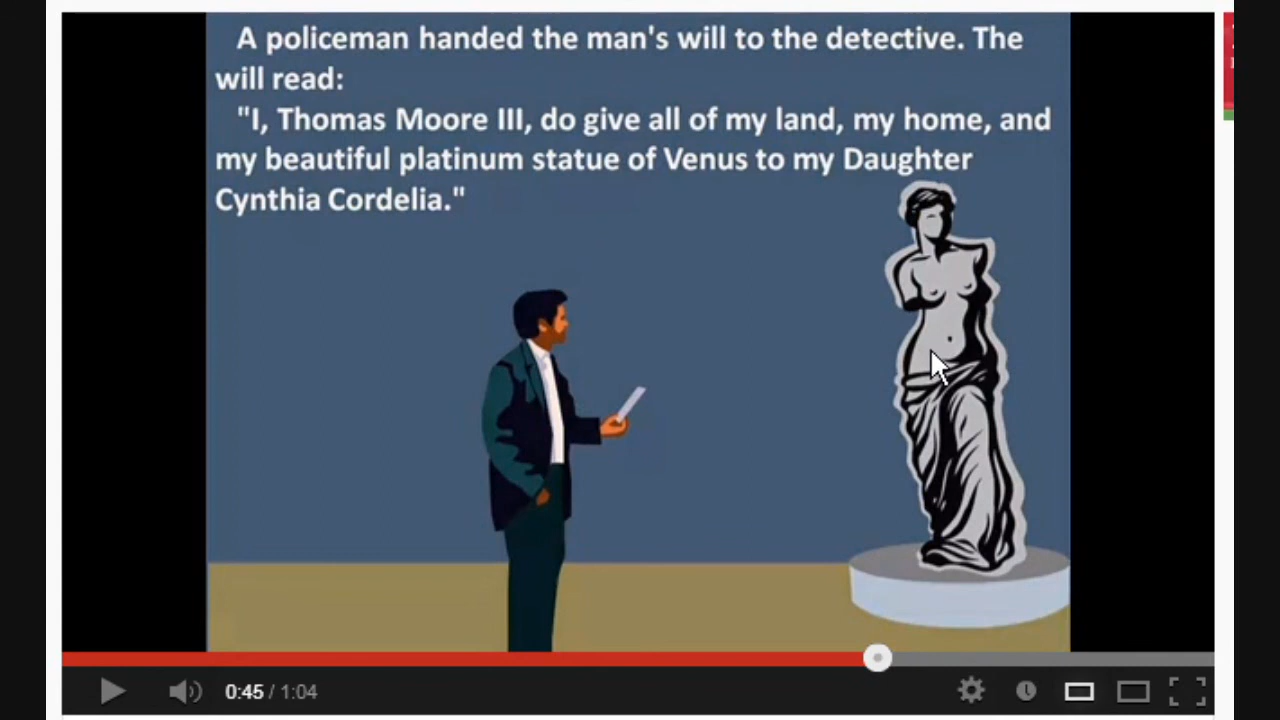 A policeman handed the man's will to the detective. The
will read:
"I, Thomas Moore III, do give all of my land, my home, and
my beautiful platinum statue of Venus to my Daughter
Cynthia Cordelia."
0:45 / 1:04